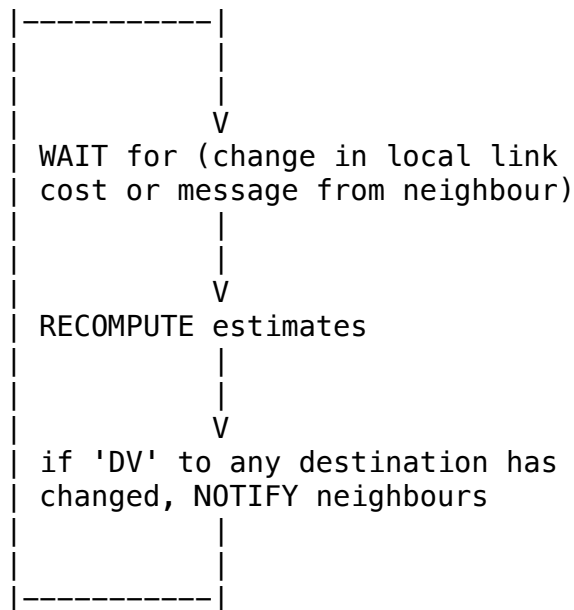 WAIT for (change in local link
cost or message from neighbour)
RECOMPUTE estimates
if 'DV' to any destination has
changed, NOTIFY neighbours